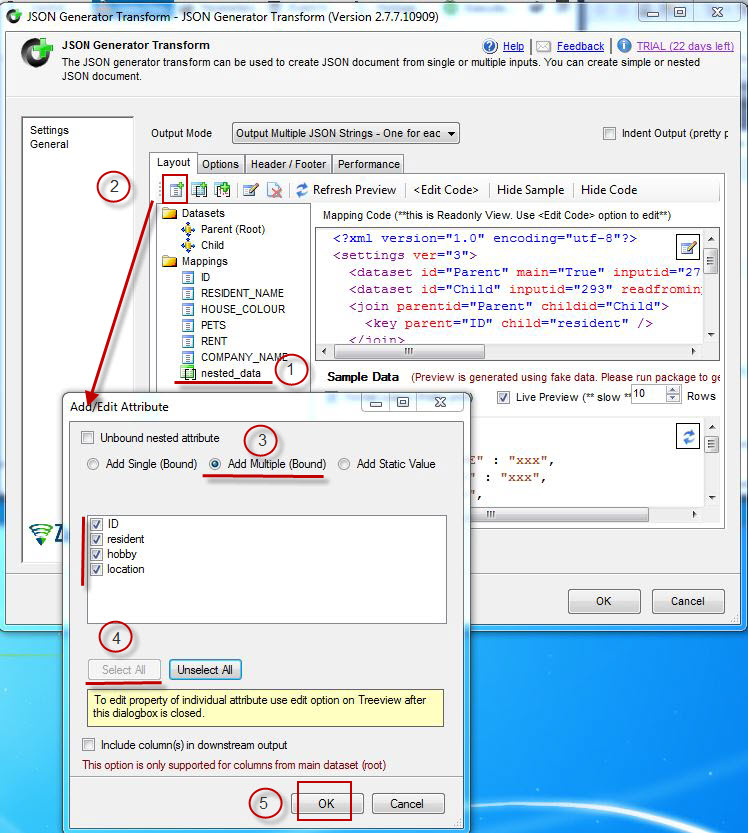 JSON Generator Transform - JSON Generator Transform (Version 2.7.7.10909)
JSON Generator Transform
Help Feedback TRIAL (22 days left)
The JSON generator transform can be used to create JSON document from single or multiple inputs. You can create simple or nested
JSON document.
Settings
General
Output Mode Output Multiple JSON Strings - One for eac Indent Output (pretty p
Layout Options Header / Footer Performance
2
Refresh Preview <Edit Code> Hide Sample Hide Code
Datasets
Parent (Root)
Child
Mappings
ID
RESIDENT_NAME
HOUSE_COLOUR
PETS
RENT
COMPANY_NAME
nested_data
1
Mapping Code (**this is Readonly View. Use <Edit Code> option to edit**)
<?xml version="1.0" encoding="utf-8"?>
<settings ver="3">
<dataset id="Parent" main="True" inputid="27
<dataset id="Child" inputid="293" readfrominp
<join parentid="Parent" childid="Child">
<key parent="ID" child="resident" />
</join>
Sample Data (Preview is generated using fake data. Please run package to ge
Live Preview (** slow ** 10 Rows
E" : "xxx",
" : "xxx",
",
OK Cancel
Add/Edit Attribute
Unbound nested attribute
3
Add Single (Bound) Add Multiple (Bound) Add Static Value
ID
resident
hobby
location
4
Select All Unselect All
To edit property of individual attribute use edit option on Treeview after
this dialogbox is closed.
Include column(s) in downstream output
This option is only supported for columns from main dataset (root)
5
OK Cancel